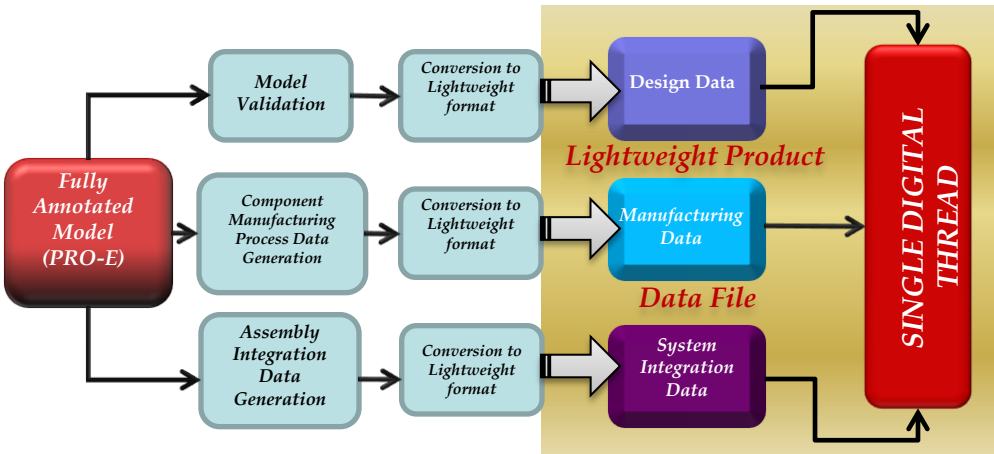 Fully
Annotated
Model
(PRO-E)
Model
Validation
Conversion to
Lightweight
format
Design Data
Lightweight Product
Component
Manufacturing
Process Data
Generation
Conversion to
Lightweight
format
Manufacturing
Data
Data File
Assembly
Integration
Data
Generation
Conversion to
Lightweight
format
System
Integration
Data
SINGLE DIGITAL
THREAD